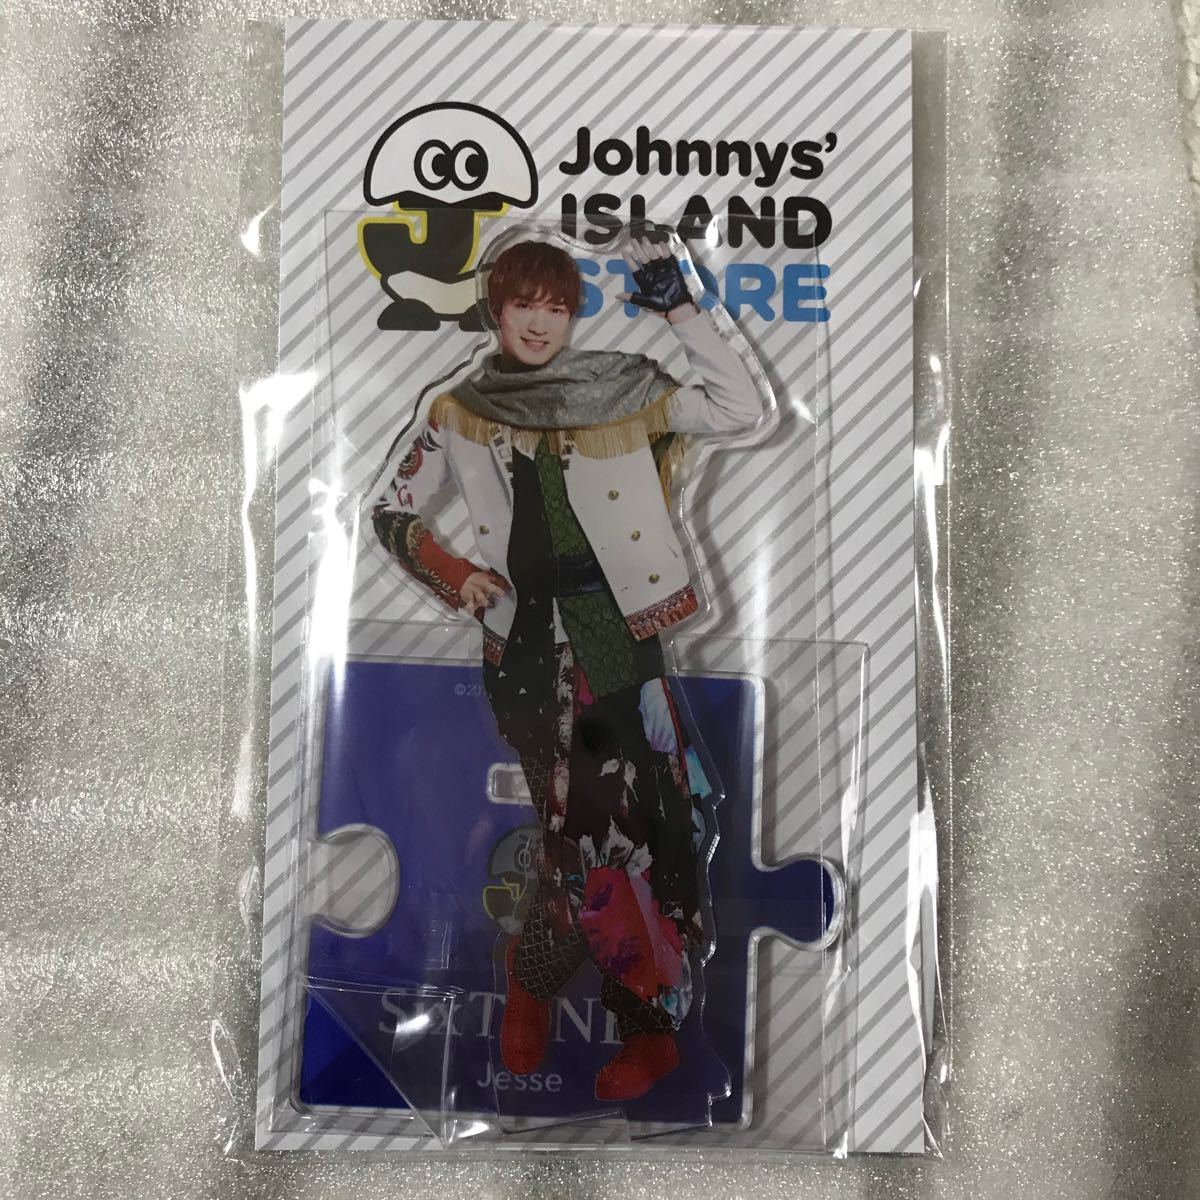 Johnnys'
ISLAND
STORE
Jesse